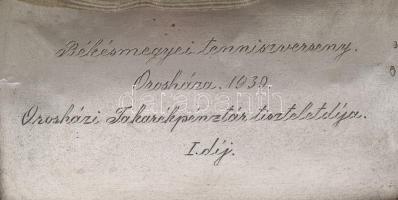 Békésmegyei tenniszverseny.
Orosháza. 1930.
Orosházi Takarékpénztár tiszteletdíja.
I. díj.